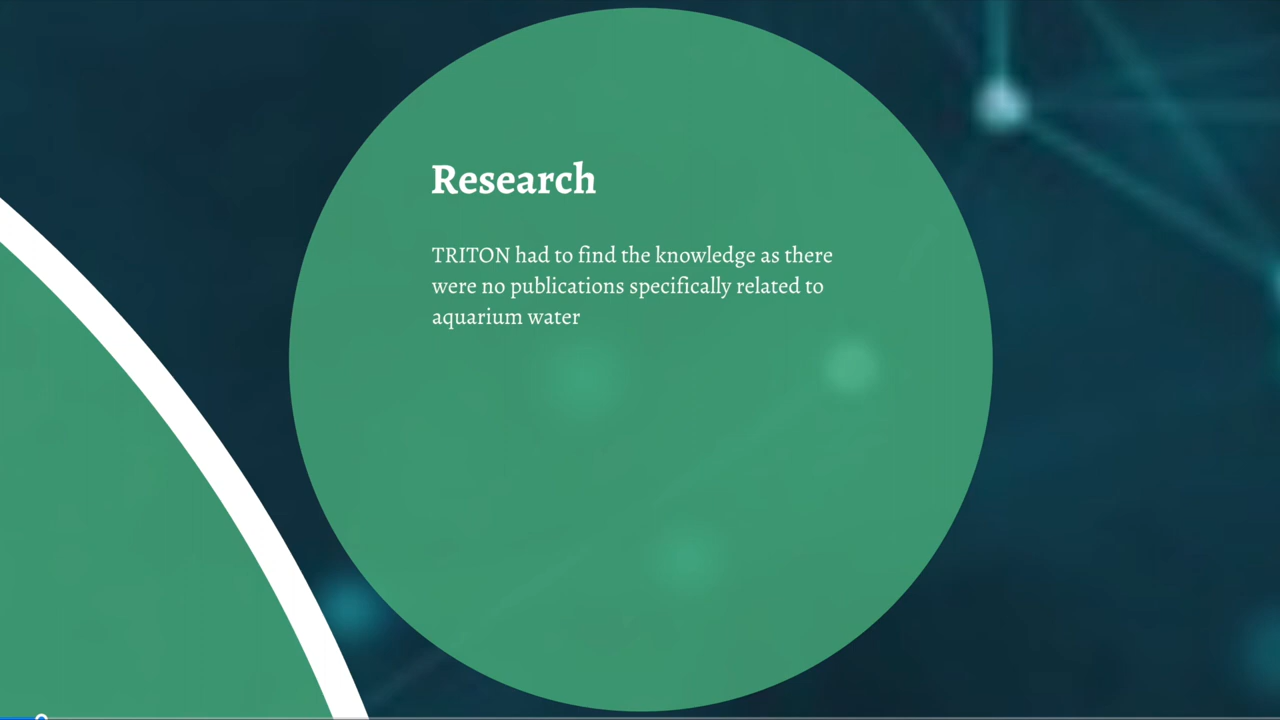 Research
TRITON had to find the knowledge as there
were no publications specifically related to
aquarium water